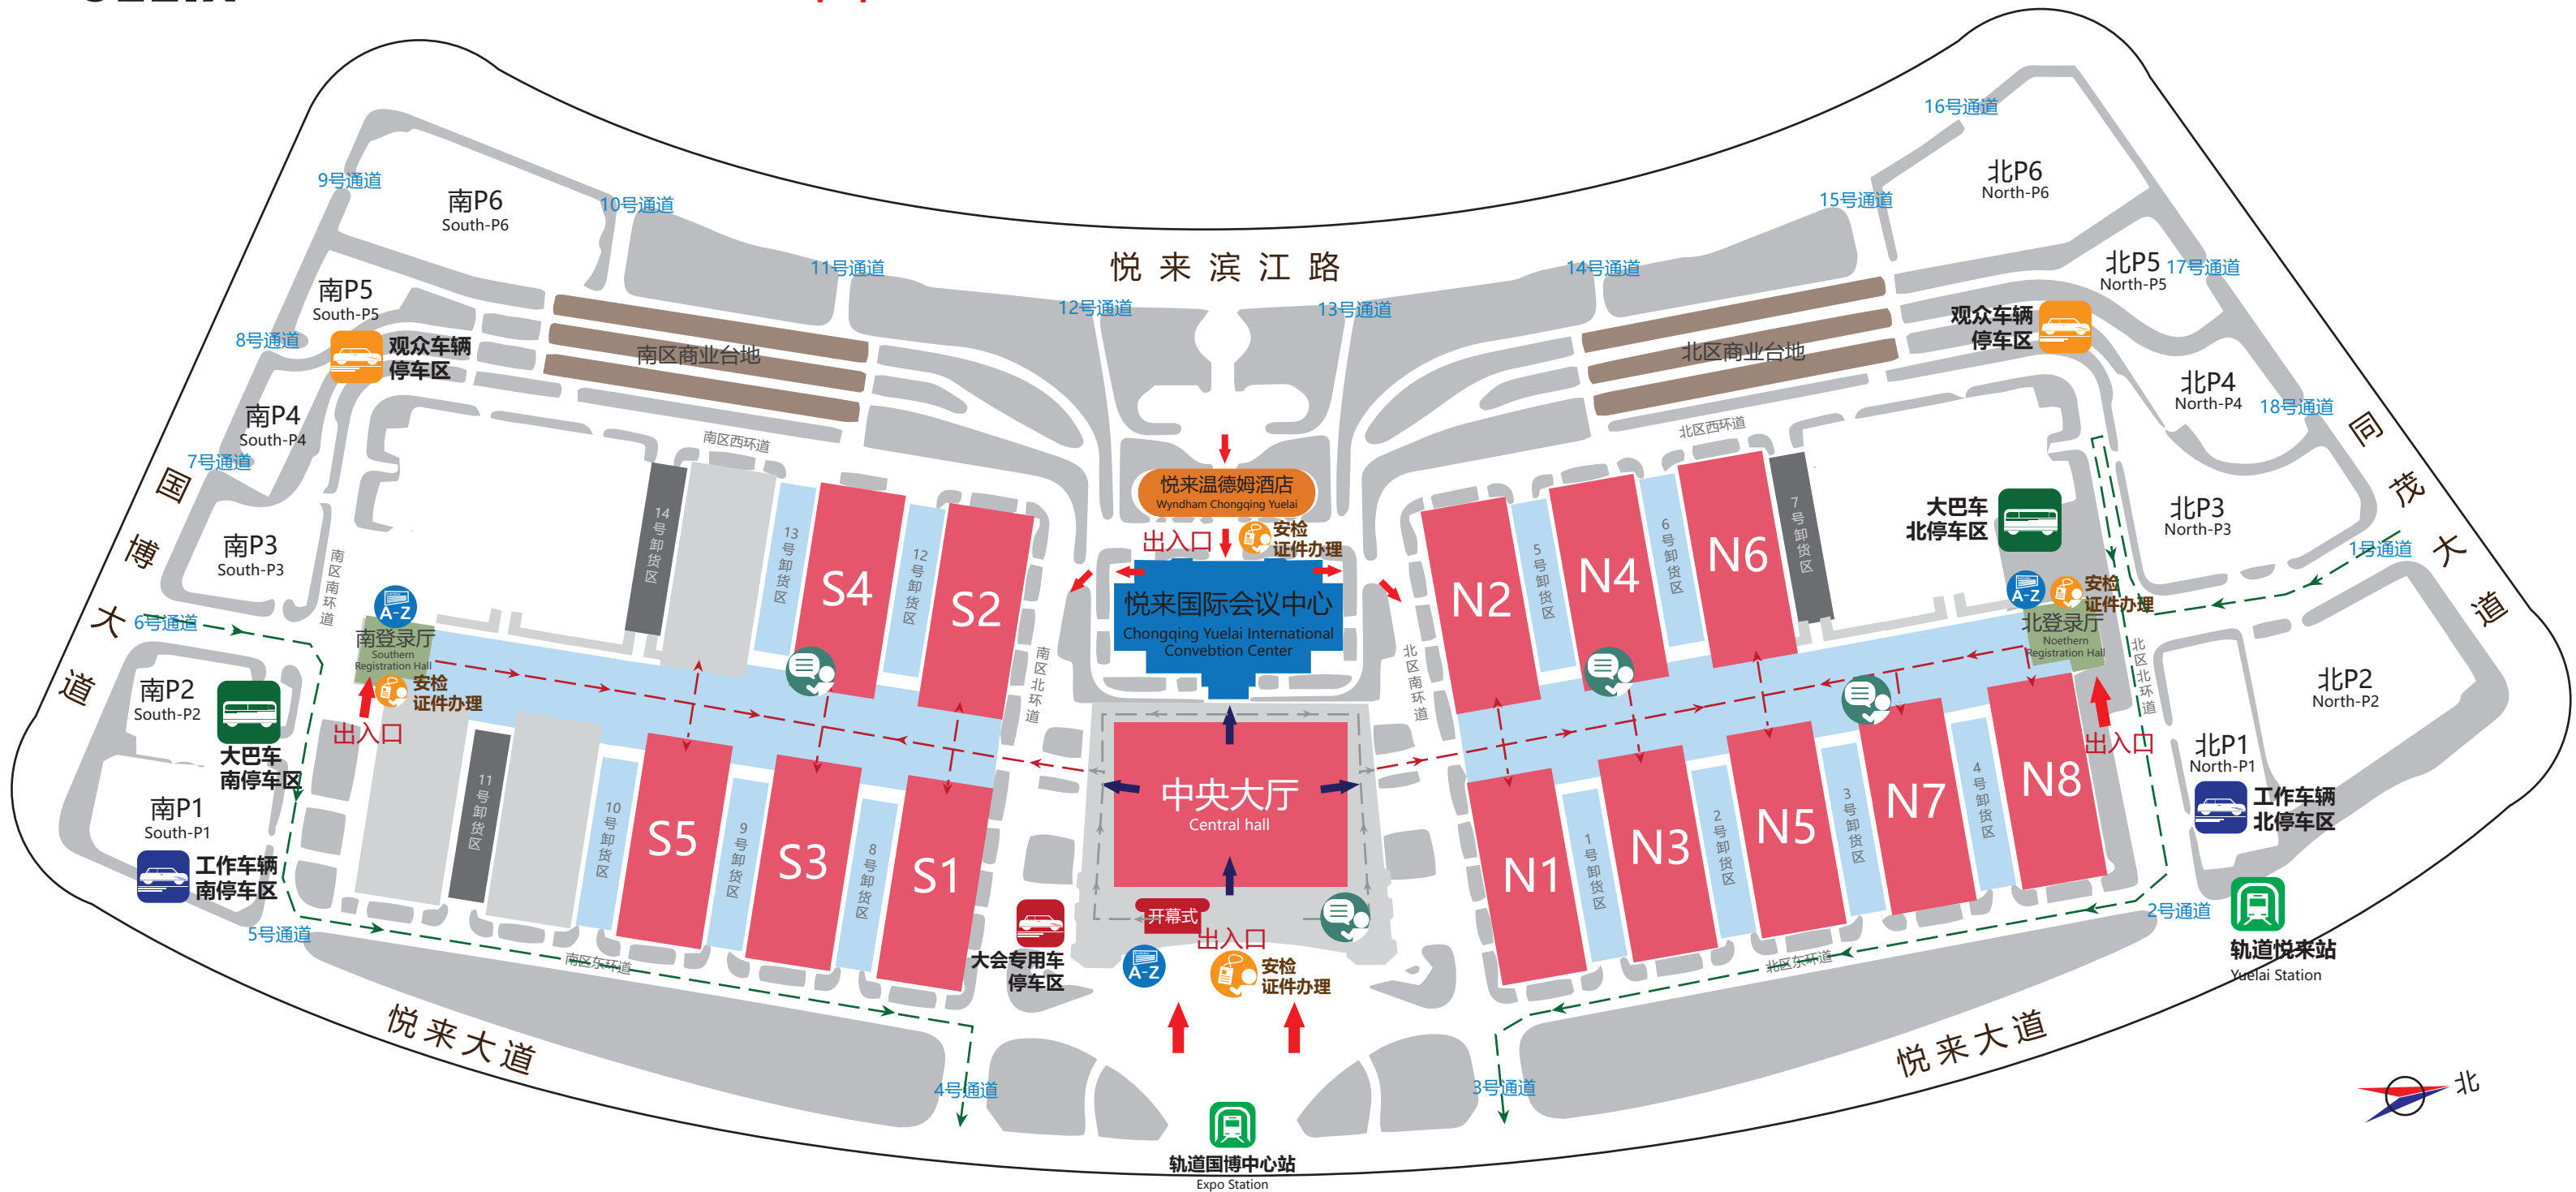 16号通道
北P6
North-P6
9号通道
南P6
South-P6
10号通道
15号通道
悦来滨江路
11号通道
14号通道
北P5
North-P5
17号通道
南P5
South-P5
12号通道
13号通道
8号通道
观众车辆
停车区
南区商业台地
北区商业台地
观众车辆
停车区
南P4
South-P4
北P4
North-P4
18号通道
7号通道
南区西环道
北区西环道
国博大道
同茂大道
悦来温德姆酒店
Wyndham Chongqing Yuelai
大巴车
北停车区
北P3
North-P3
1号通道
南P3
South-P3
南区南环道
14号卸货区
13号卸货区
S4
12号卸货区
S2
出入口
安检
证件办理
悦来国际会议中心
Chongqing Yuelai International
Convebtion Center
N2
5号卸货区
N4
6号卸货区
N6
7号卸货区
A-Z
安检
证件办理
北登录厅
Noethern
Registration Hall
6号通道
A-Z
南登录厅
Southern
Registration Hall
安检
证件办理
出入口
南区北环道
北区南环道
北区北环道
南P2
South-P2
大巴车
南停车区
北P2
North-P2
出入口
北P1
North-P1
工作车辆
北停车区
南P1
South-P1
工作车辆
南停车区
11号卸货区
10号卸货区
S5
9号卸货区
S3
8号卸货区
S1
中央大厅
Central hall
N1
1号卸货区
N3
2号卸货区
N5
3号卸货区
N7
4号卸货区
N8
开幕式
出入口
A-Z
安检
证件办理
大会专用车
停车区
5号通道
南区东环道
北区东环道
2号通道
轨道悦来站
Yuelai Station
悦来大道
悦来大道
4号通道
3号通道
北
轨道国博中心站
Expo Station